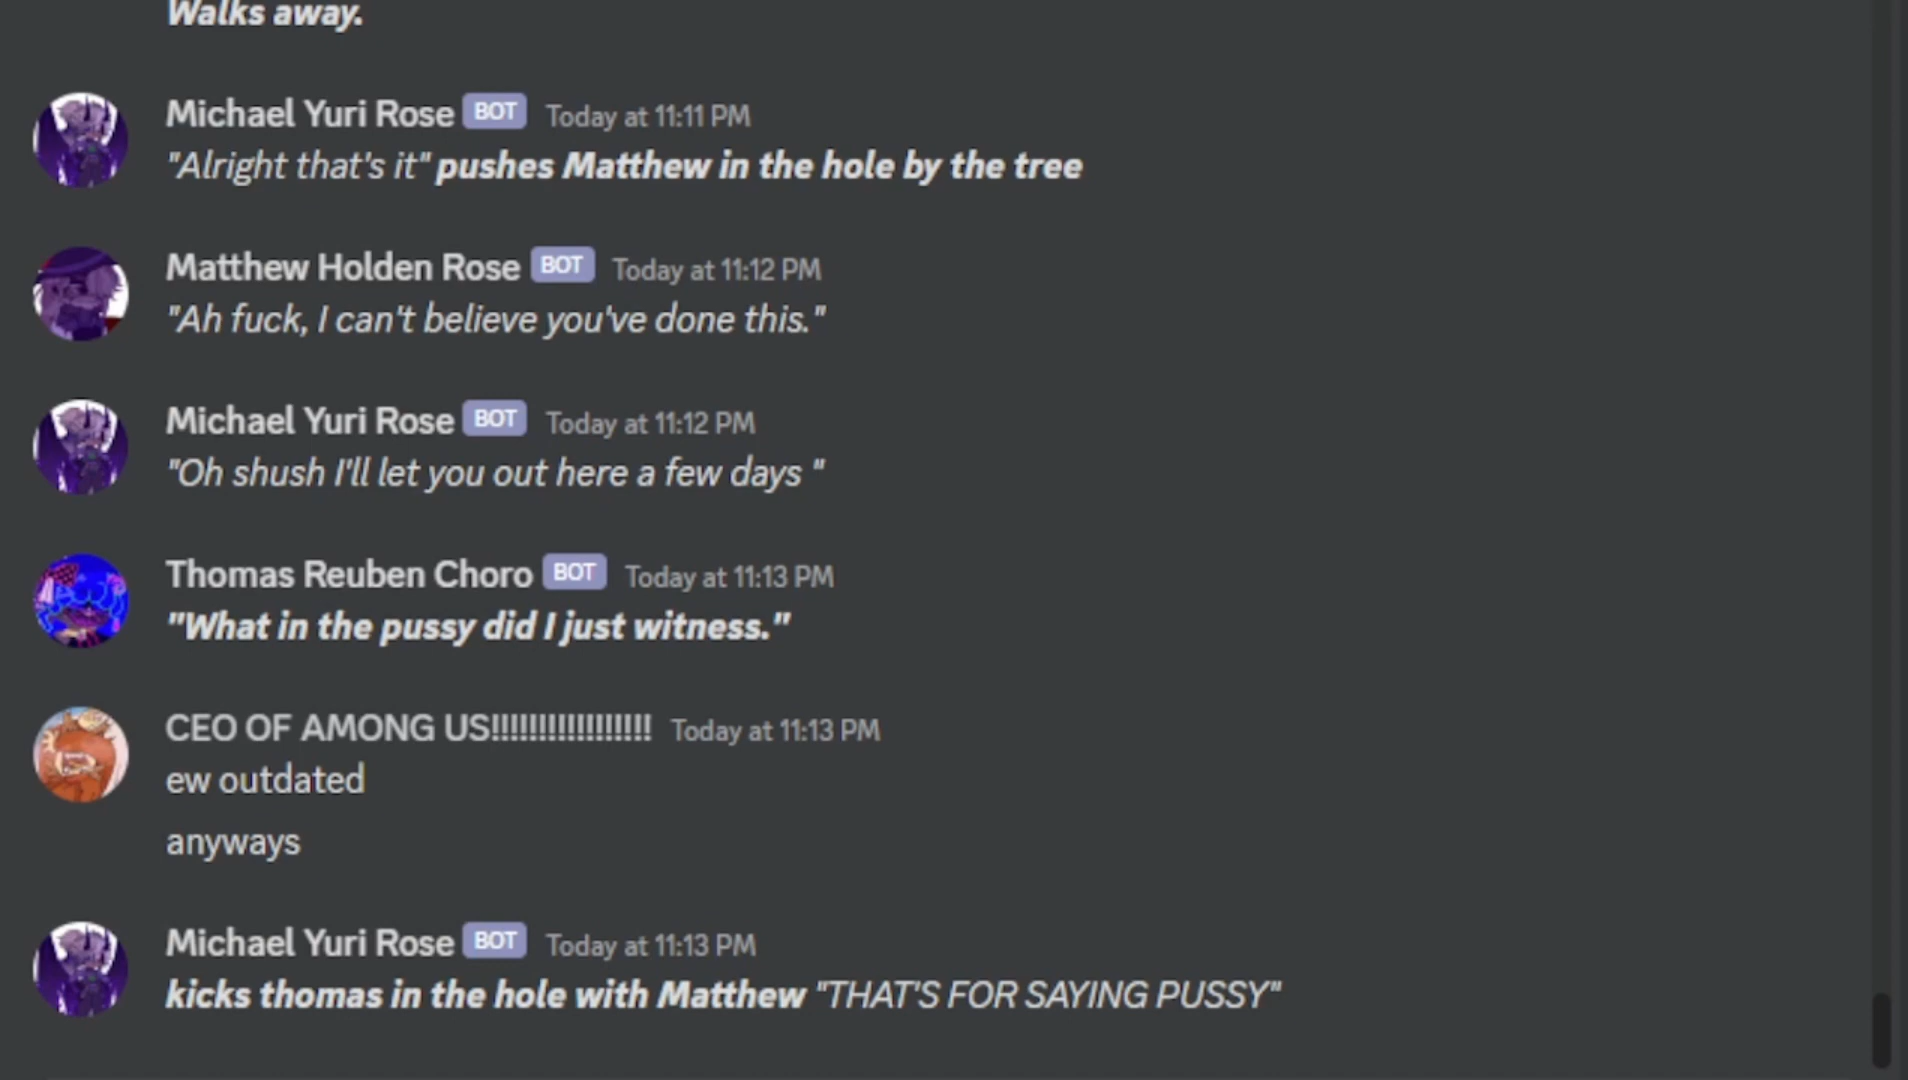 Walks away.
Michael Yuri Rose BOT Today at 11:11 PM
"Alright that's it" pushes Matthew in the hole by the tree
Matthew Holden Rose BOT Today at 11:12 PM
"Ah fuck, I can't believe you've done this."
Michael Yuri Rose BOT Today at 11:12 PM
"Oh shush I'll let you out here a few days "
Thomas Reuben Choro BOT Today at 11:13 PM
"What in the pussy did I just witness."
CEO OF AMONG US!!!!!!!!!!!!!!!!!! Today at 11:13 PM
ew outdated
anyways
Michael Yuri Rose BOT Today at 11:13 PM
kicks thomas in the hole with Matthew "THAT'S FOR SAYING PUSSY"